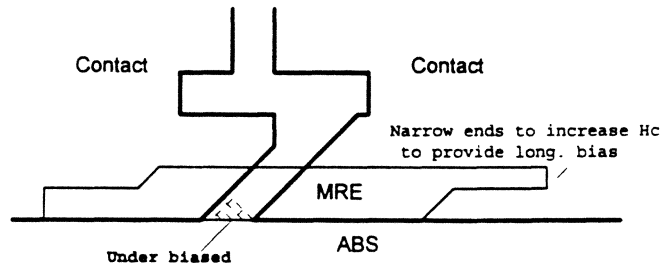 Contact
Contact
Narrow ends to increase Hc
to provide long. bias
MRE
Under biased
ABS